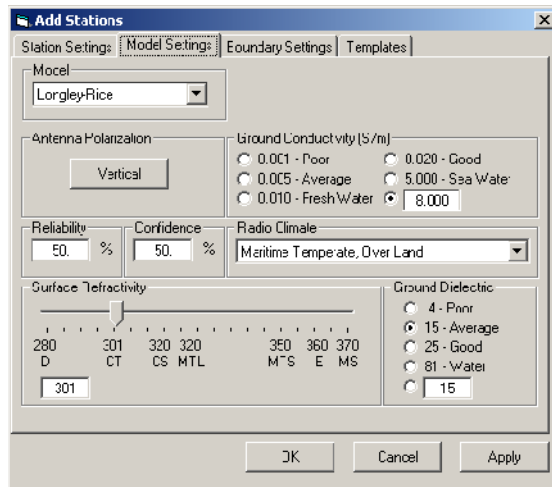 Add Stations
Station Settings Model Settings Boundary Settings Templates
Model
Longley-Rice
Antenna Polarization
Vertical
Ground Conductivity (S/m)
0.001 - Poor 0.020 - Good
0.005 - Average 5.000 - Sea Water
0.010 - Fresh Water 8.000
Reliability
50. %
Confidence
50. %
Radio Climate
Maritime Temperate, Over Land
Surface Refractivity
280 301 320 320 350 360 370
D CT CS MTL MTS E MS
301
Ground Dielectric
4 - Poor
15 - Average
25 - Good
81 - Water
15
OK Cancel Apply